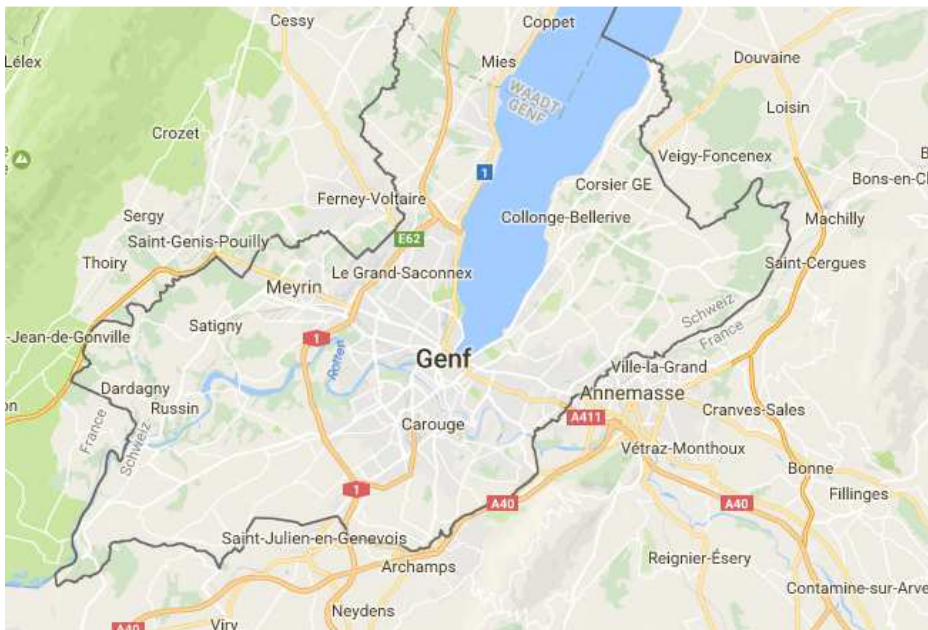 Cessy
Coppet
Lélex
Mies
Douvaine
WAADT
GENF
Loisin
Crozet
Veigy-Foncenex
1
Corsier GE
Bons-en-Ch
Ferney-Voltaire
Sergy
Collonge-Bellerive
Machilly
E62
Saint-Genis-Pouilly
Thoiry
Le Grand-Saconnex
Saint-Cergues
Meyrin
Schweiz
France
Satigny
1
-Jean-de-Gonville
Rotten
Genf
Ville-la-Grand
Dardagny
Annemasse
Russin
Cranves-Sales
A411
France
Schweiz
Carouge
Vétraz-Monthoux
Bonne
1
A40
A40
Fillinges
Saint-Julien-en-Genevois
Archamps
Reignier-Ésery
Contamine-sur-Arve
Neydens
Viry
A40